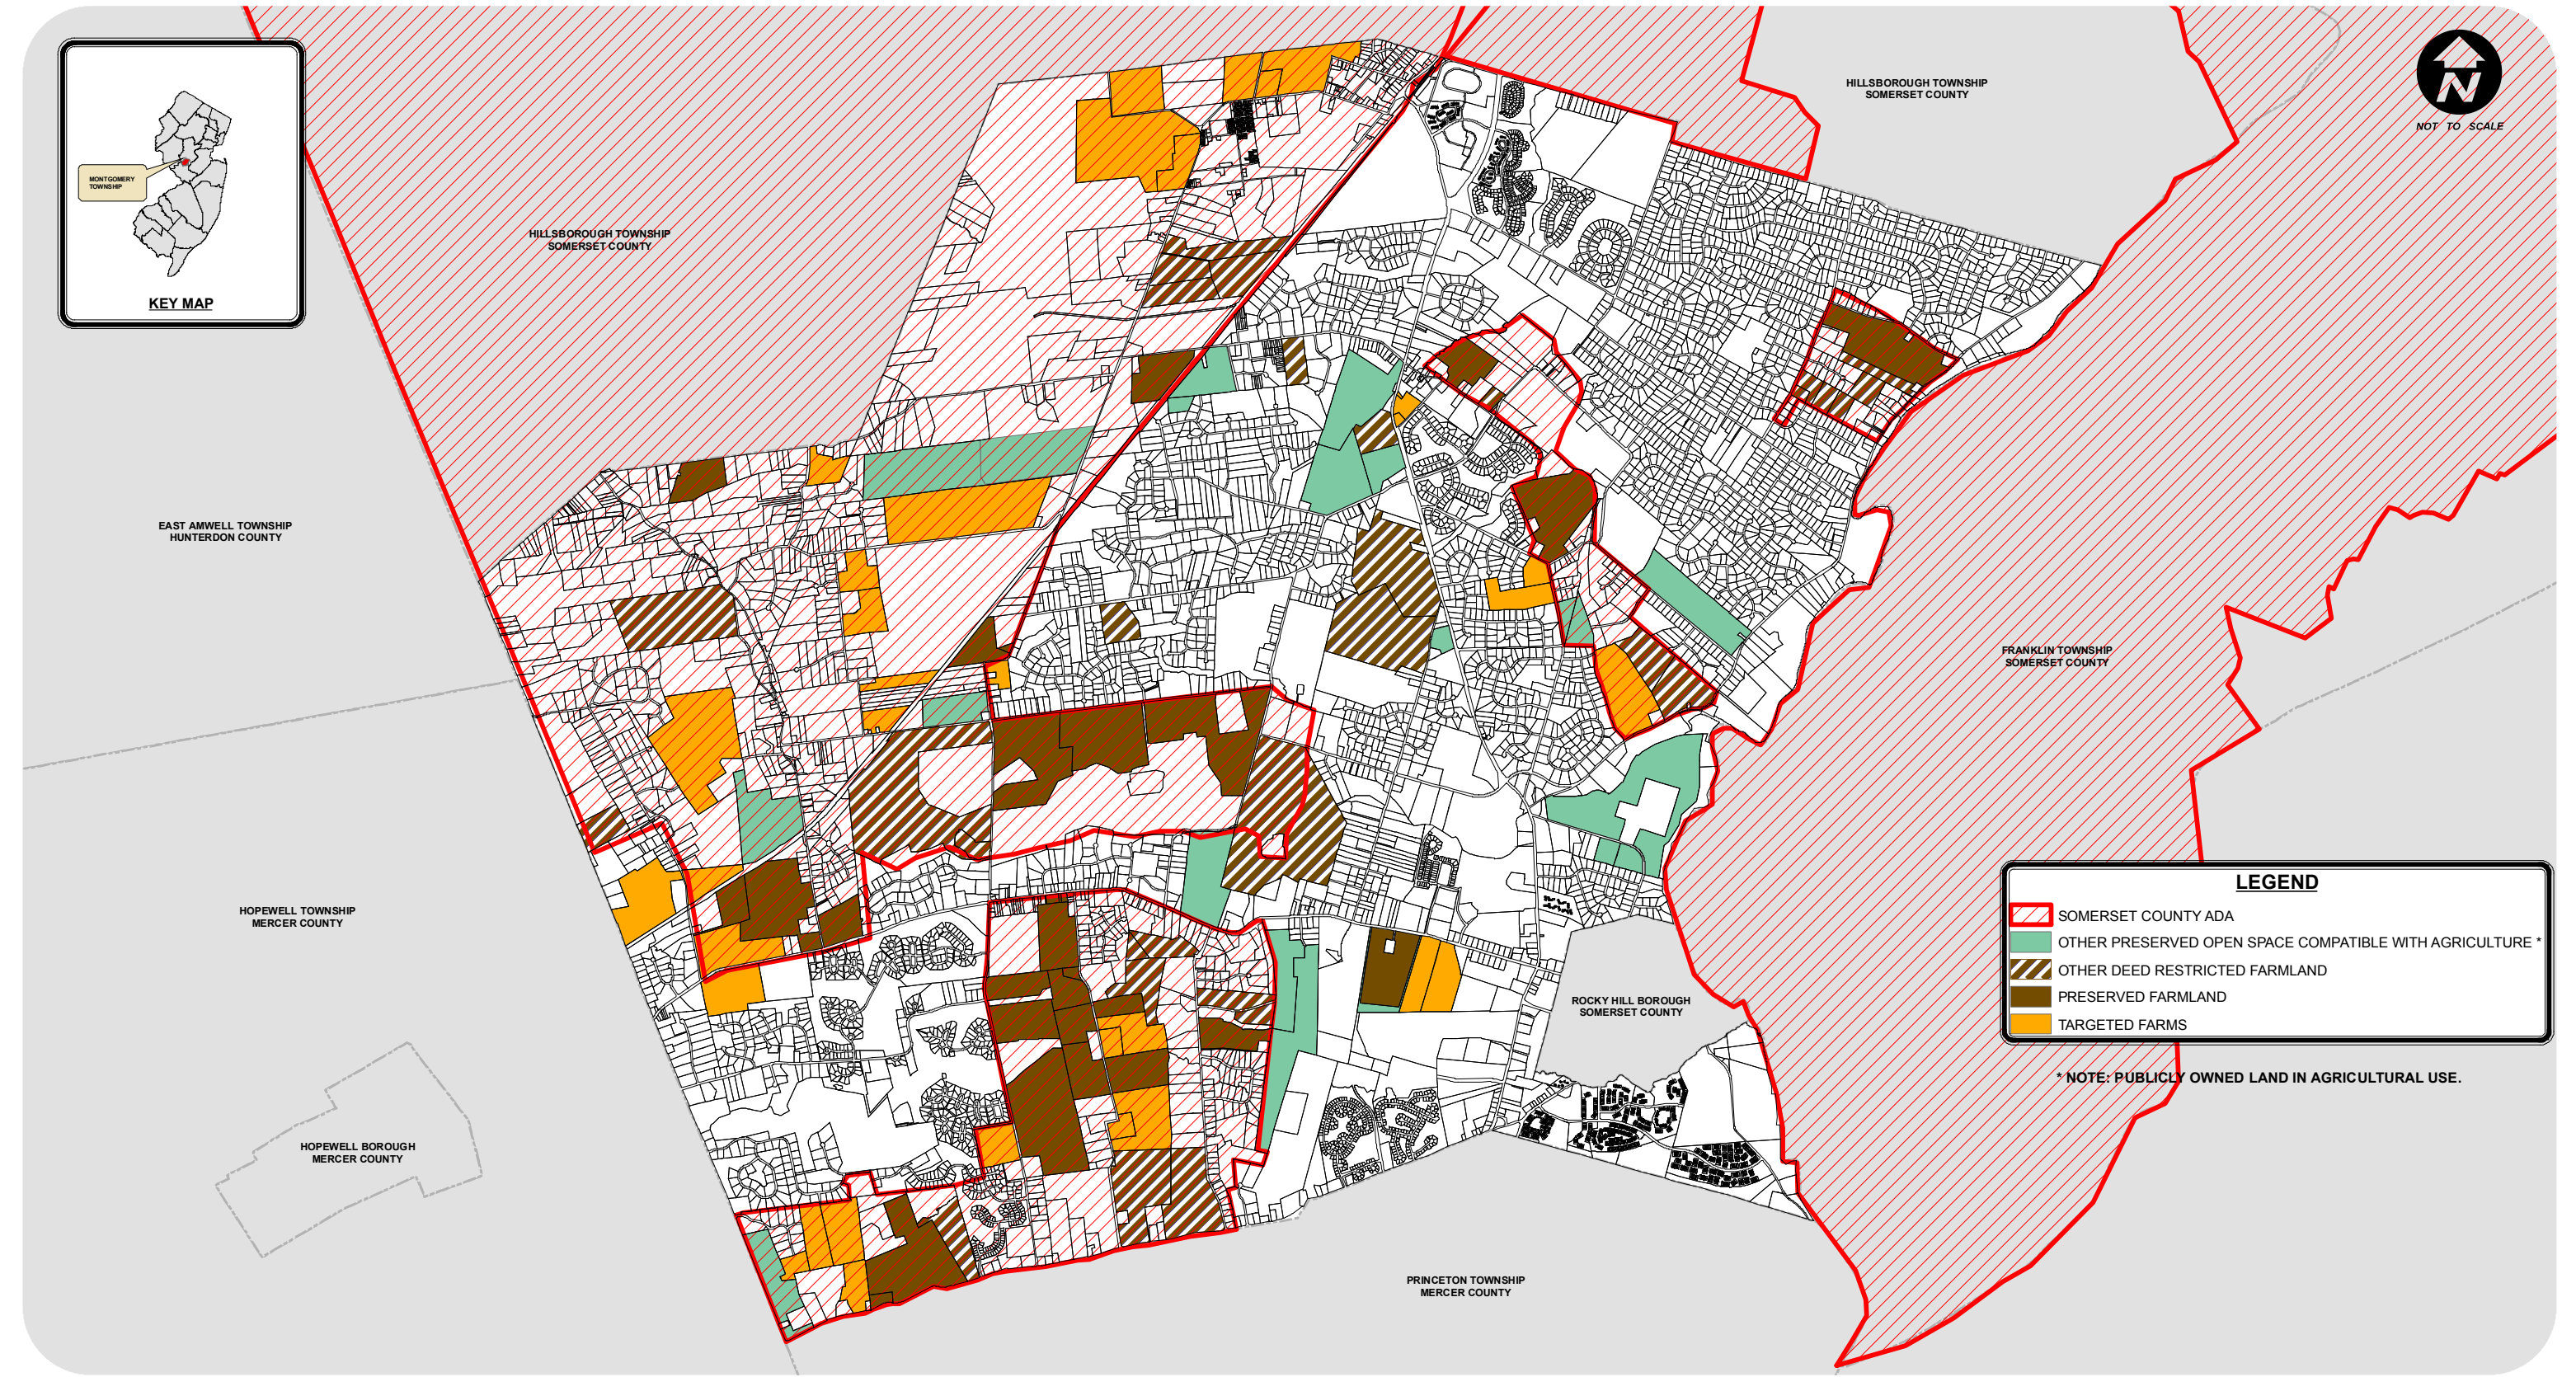 HILLSBOROUGH TOWNSHIP
SOMERSET COUNTY
N
NOT TO SCALE
MONTGOMERY
TOWNSHIP
KEY MAP
HILLSBOROUGH TOWNSHIP
SOMERSET COUNTY
EAST AMWELL TOWNSHIP
HUNTERDON COUNTY
FRANKLIN TOWNSHIP
SOMERSET COUNTY
HOPEWELL TOWNSHIP
MERCER COUNTY
LEGEND
SOMERSET COUNTY ADA
OTHER PRESERVED OPEN SPACE COMPATIBLE WITH AGRICULTURE *
OTHER DEED RESTRICTED FARMLAND
PRESERVED FARMLAND
TARGETED FARMS
* NOTE: PUBLICLY OWNED LAND IN AGRICULTURAL USE.
ROCKY HILL BOROUGH
SOMERSET COUNTY
HOPEWELL BOROUGH
MERCER COUNTY
PRINCETON TOWNSHIP
MERCER COUNTY